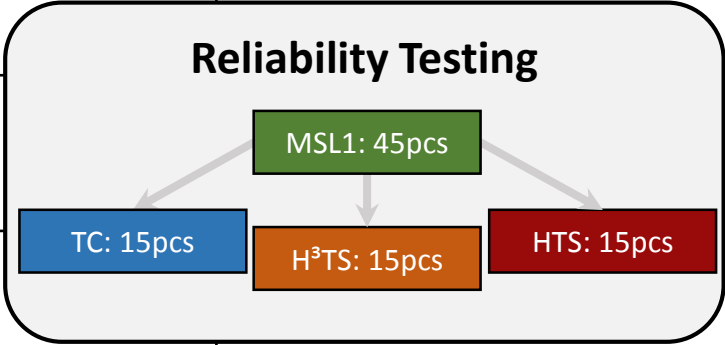 Reliability Testing
MSL1: 45pcs
TC: 15pcs
H³TS: 15pcs
HTS: 15pcs